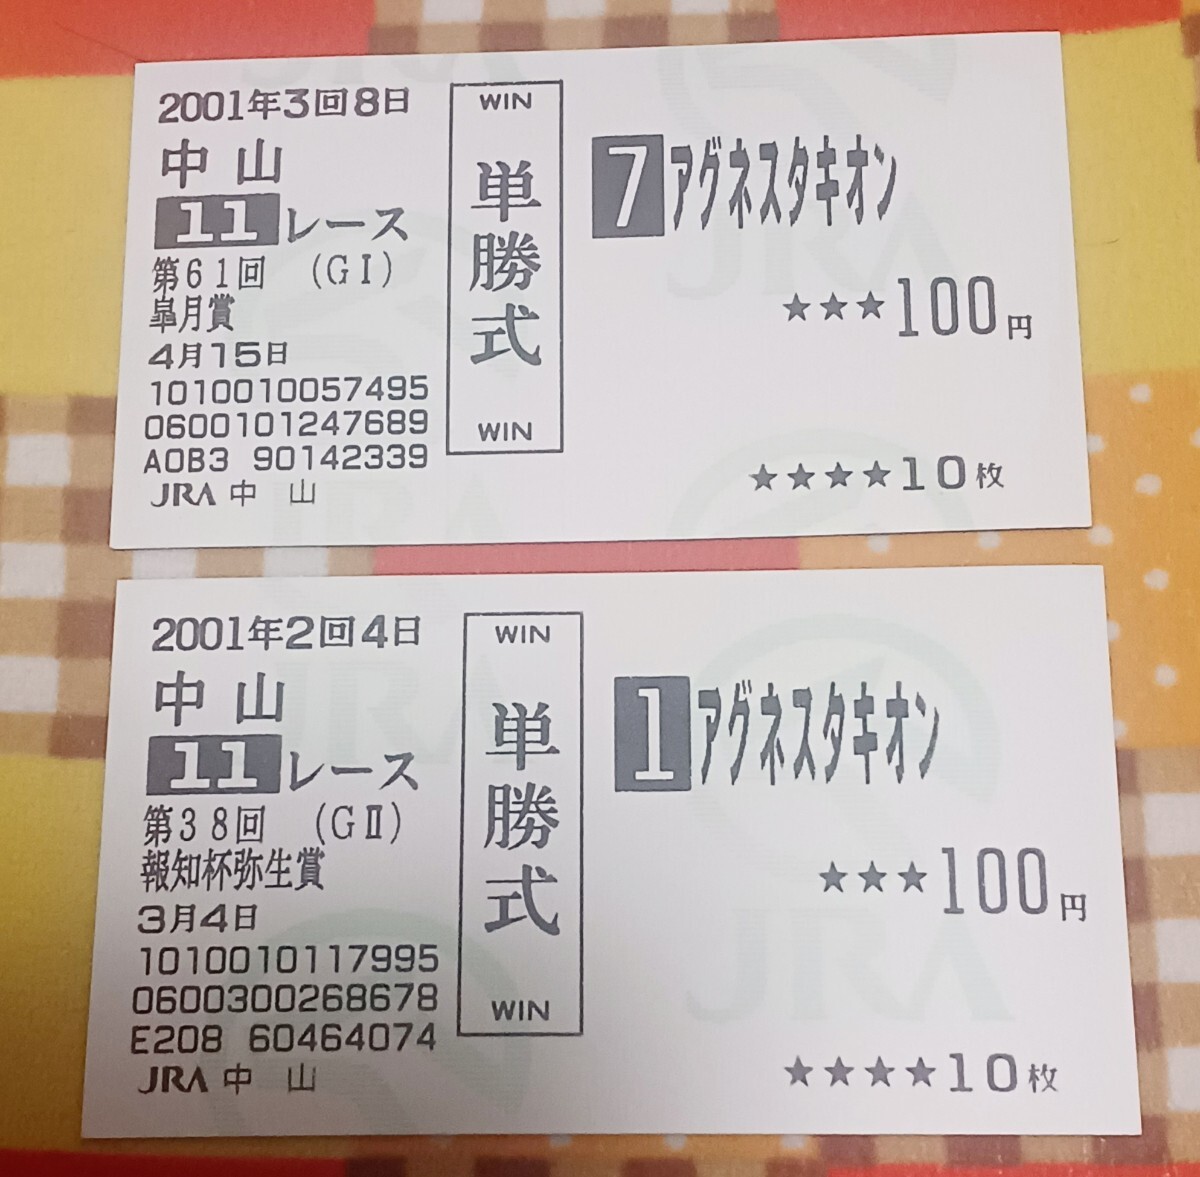 2001年3回8日
中山
11レース
第61回 (GⅠ)
皐月賞
4月15日
1010010057495
0600101247689
A0B3 90142339
JRA 中 山
WIN
単勝式
WIN
7アグネスタキオン
★★★100円
★★★★10枚
2001年2回4日
中山
11レース
第38回 (GⅡ)
報知杯弥生賞
3月4日
1010010117995
0600300268678
E208 60464074
JRA 中 山
WIN
単勝式
WIN
1アグネスタキオン
★★★100円
★★★★10枚